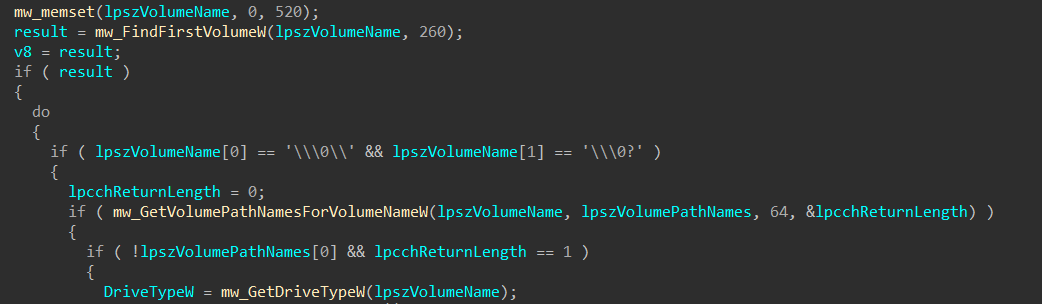 mw_memset(lpszVolumeName, 0, 520);
result = mw_FindFirstVolumeW(lpszVolumeName, 260);
v8 = result;
if ( result )
{
do
{
if ( lpszVolumeName[0] == '\\\0\\' && lpszVolumeName[1] == '\\\0?' )
{
lpcchReturnLength = 0;
if ( mw_GetVolumePathNamesForVolumeNameW(lpszVolumeName, lpszVolumePathNames, 64, &lpcchReturnLength) )
{
if ( !lpszVolumePathNames[0] && lpcchReturnLength == 1 )
{
DriveTypeW = mw_GetDriveTypeW(lpszVolumeName);